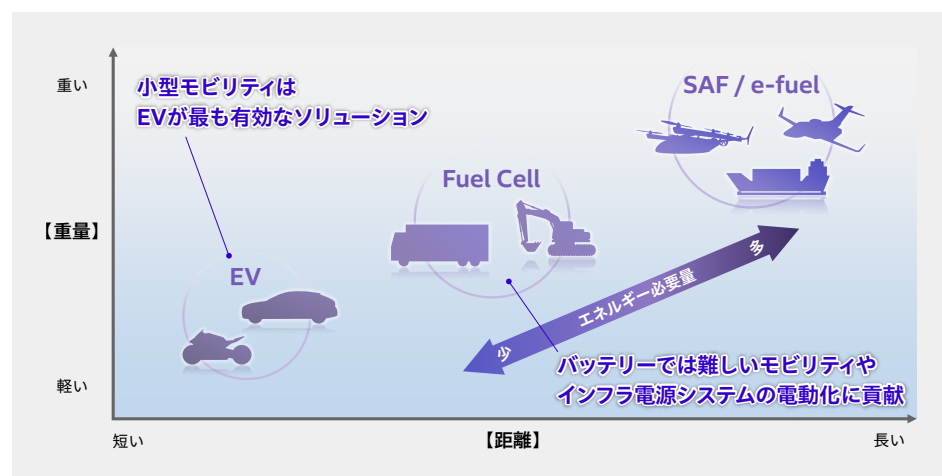 重い
小型モビリティは
EVが最も有効なソリューション
SAF / e-fuel
Fuel Cell
【重量】
EV
多
エネルギー必要量
少
バッテリーでは難しいモビリティや
インフラ電源システムの電動化に貢献
軽い
短い
【距離】
長い